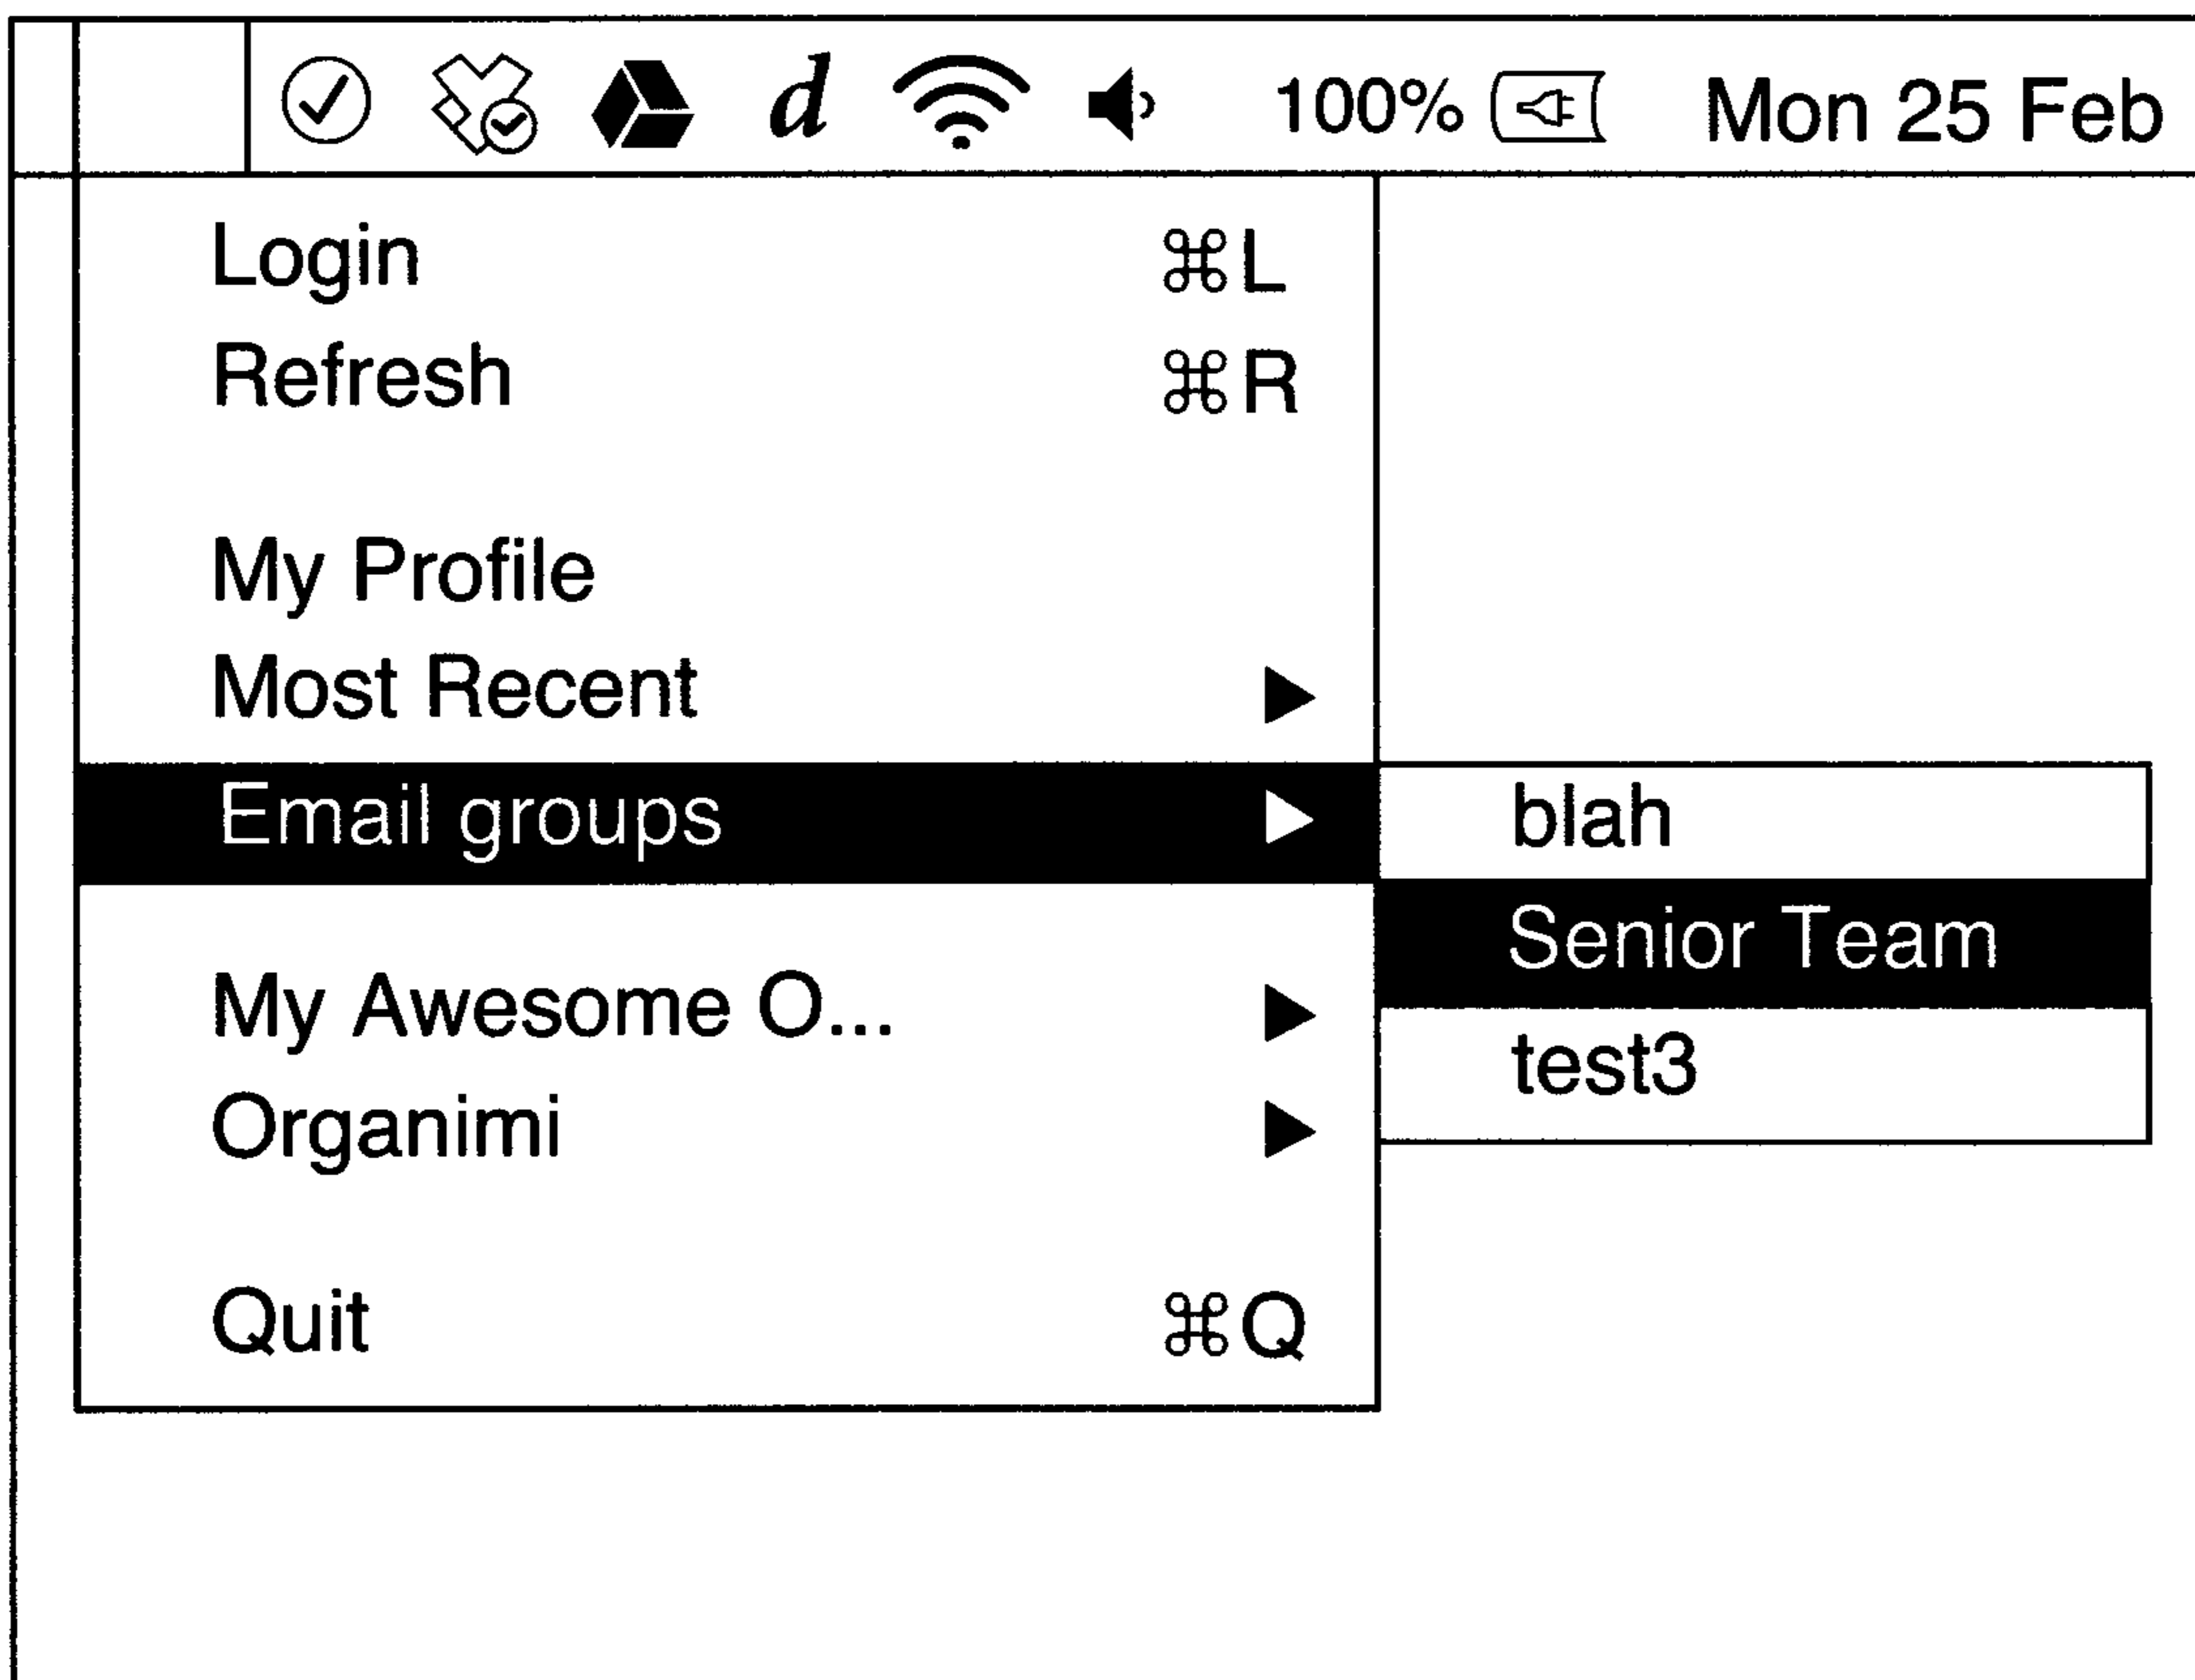 d 100% Mon 25 Feb
Login ⌘L
Refresh ⌘R
My Profile
Most Recent
Email groups
blah
Senior Team
test3
My Awesome O...
Organimi
Quit ⌘Q